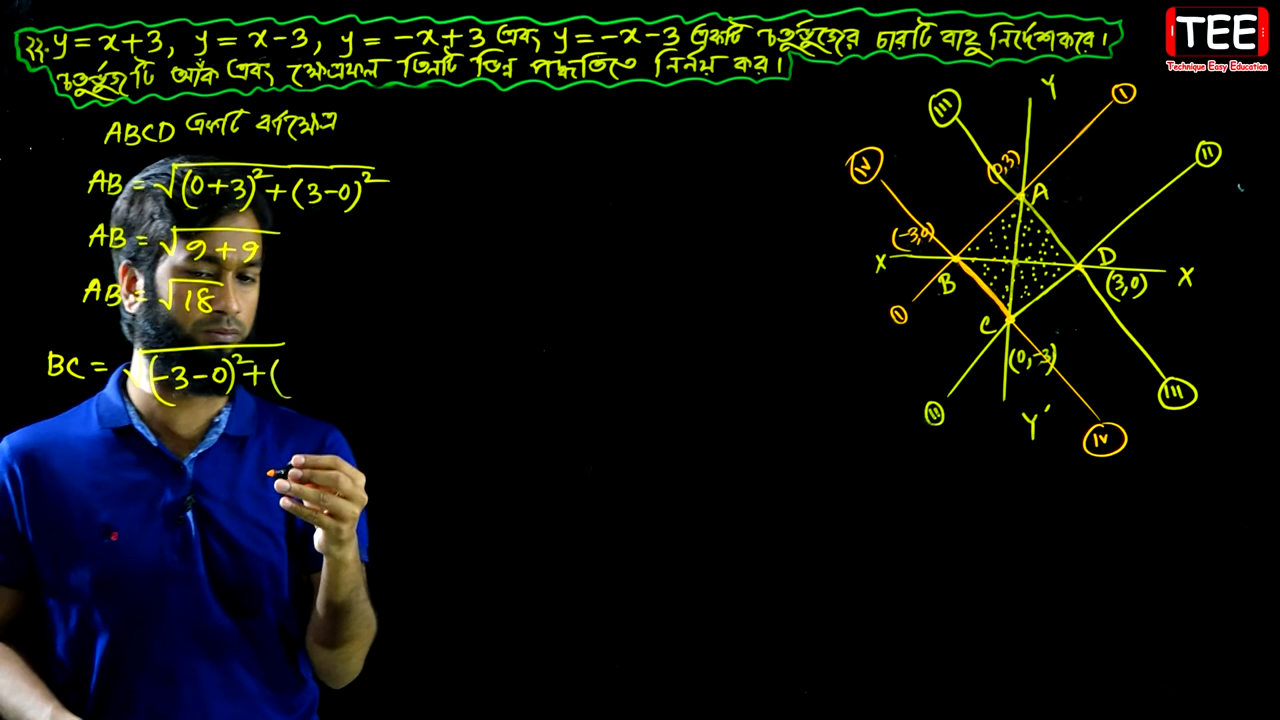 ২২. y = x + 3, y = x - 3, y = -x + 3 এবং y = -x - 3 একটি চতুর্ভুজের চারটি বাহু নির্দেশ করে।
চতুর্ভুজটি আঁক এবং ক্ষেত্রফল তিনটি ভিন্ন পদ্ধতিতে নির্ণয় কর।
TEE
Technique Easy Education
ABCD একটি বর্গক্ষেত্র
AB = √(0+3)² + (3-0)²
AB = √9 + 9
AB = √18
BC = √(-3-0)² + (
Y
I
III
II
IV
(0,3)
A
(-3,0)
X
B
D
(3,0)
X
I
C
(0,-3)
II
III
Y′
IV